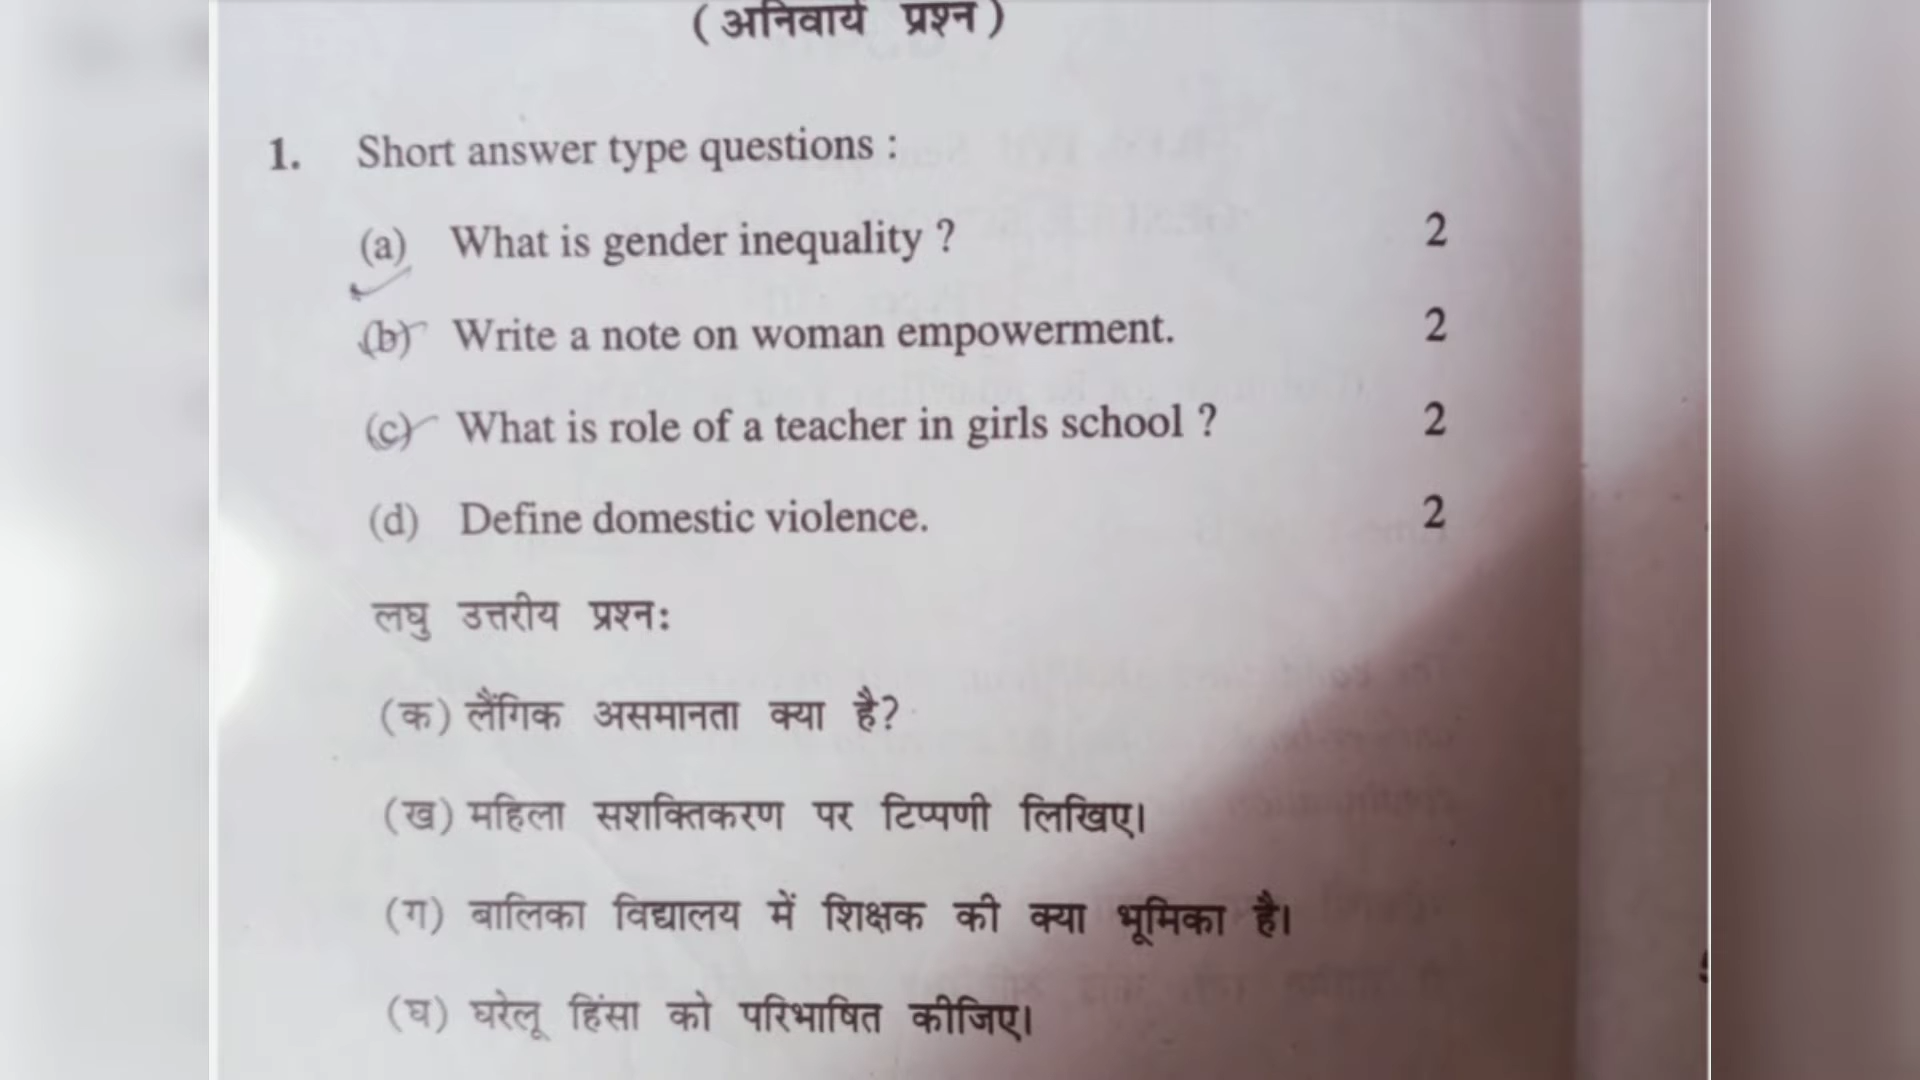 (अनिवार्य प्रश्न)
1. Short answer type questions :
(a) What is gender inequality ? 2
(b) Write a note on woman empowerment. 2
(c) What is role of a teacher in girls school ? 2
(d) Define domestic violence. 2
लघु उत्तरीय प्रश्न:
(क) लैंगिक असमानता क्या है?
(ख) महिला सशक्तिकरण पर टिप्पणी लिखिए।
(ग) बालिका विद्यालय में शिक्षक की क्या भूमिका है।
(घ) घरेलू हिंसा को परिभाषित कीजिए।